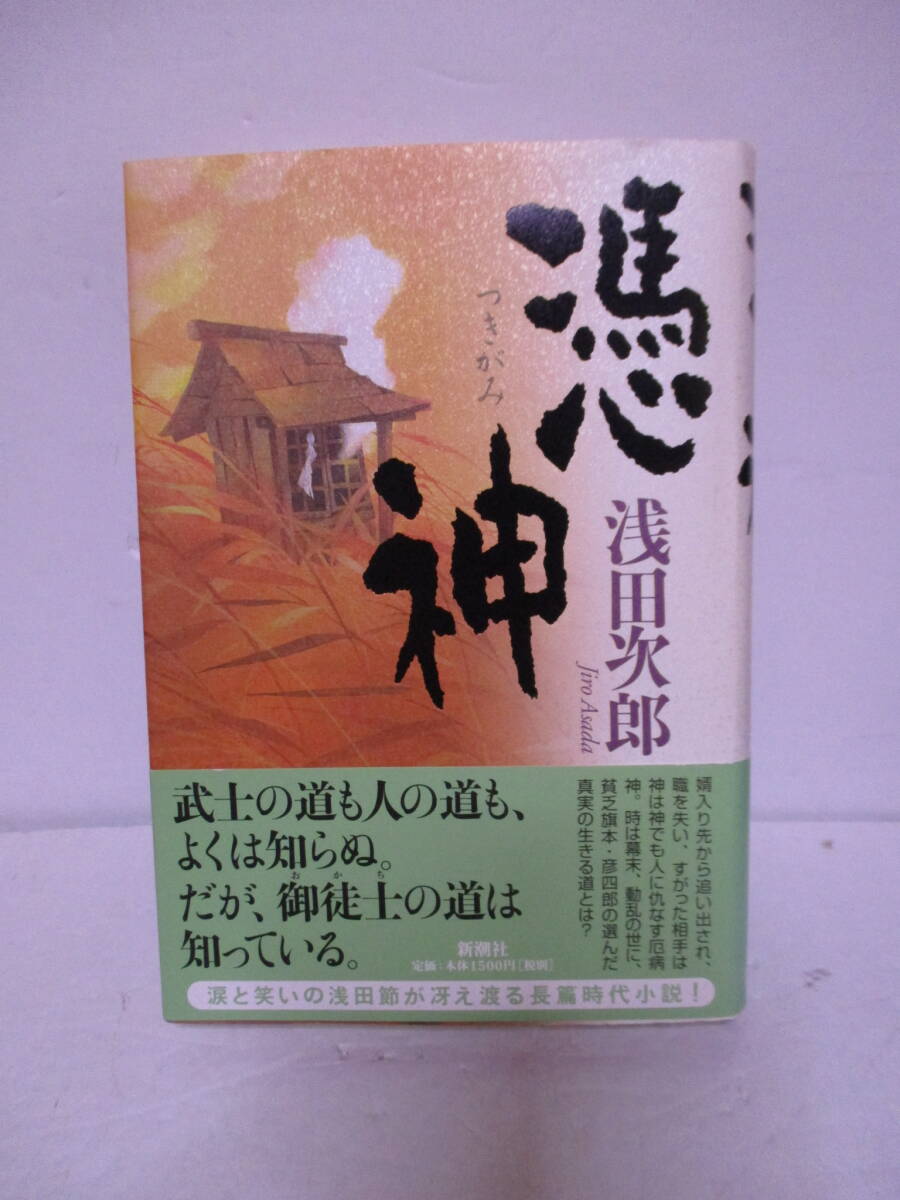 憑神
つきがみ
浅田次郎
Jiro Asada
婿入り先から追い出され、
職を失い、すがった相手は
神は神でも人に仇なす厄病
神。時は幕末、動乱の世に、
貧乏旗本・彦四郎の選んだ
真実の生きる道とは?
武士の道も人の道も、
よくは知らぬ。
だが、御徒士の道は
おかち
知っている。
新潮社
定価:本体1500円[税別]
涙と笑いの浅田節が冴え渡る長篇時代小説!